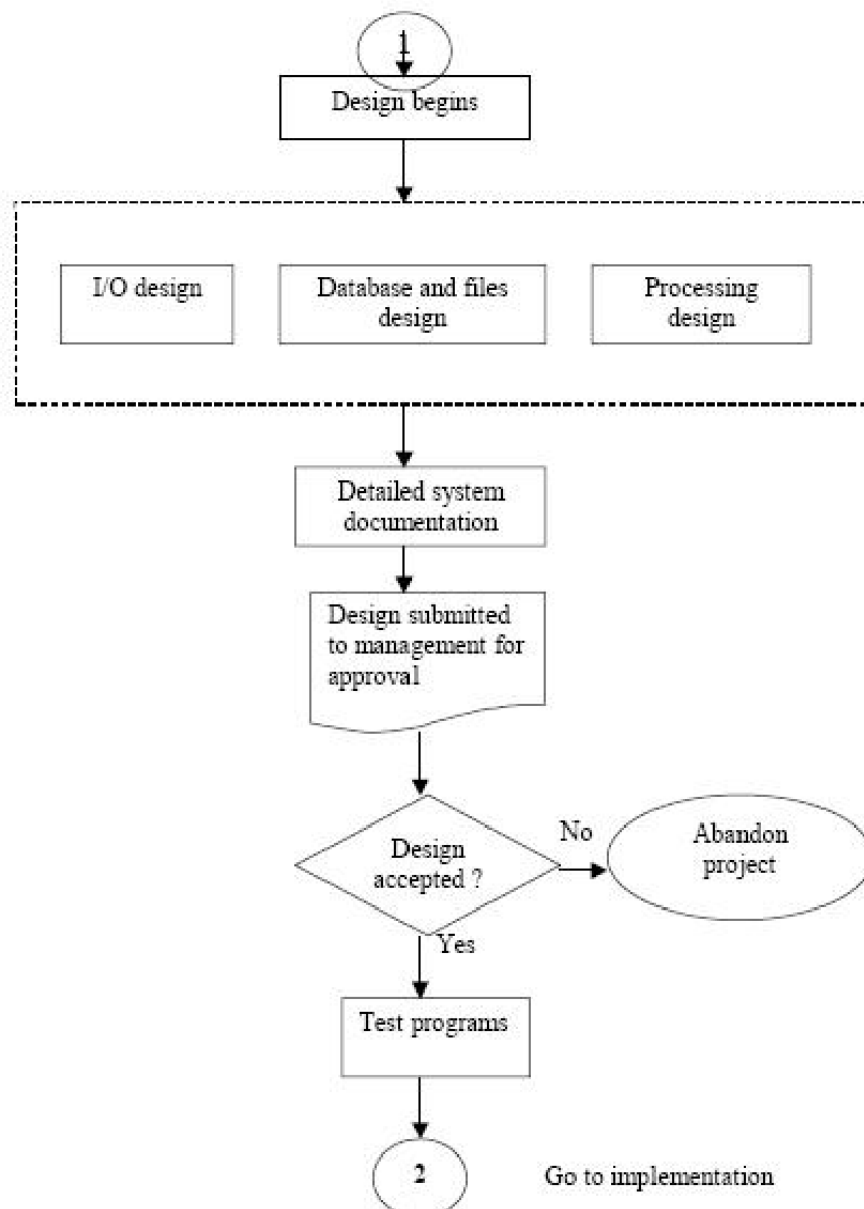 1
Design begins
I/O design
Database and files
design
Processing
design
Detailed system
documentation
Design submitted
to management for
approval
Design
accepted ?
No
Abandon
project
Yes
Test programs
2
Go to implementation